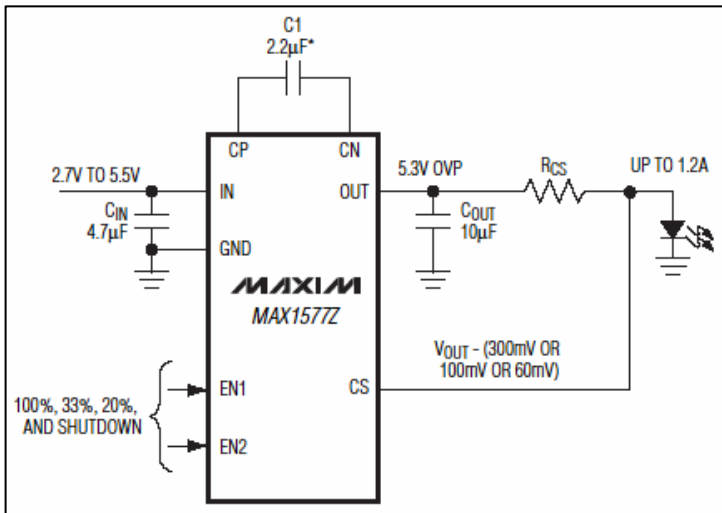 C1
2.2µF*
CP
CN
2.7V TO 5.5V
IN
OUT
5.3V OVP
RCS
UP TO 1.2A
CIN
4.7µF
COUT
10µF
GND
MAXIM
MAX1577Z
VOUT - (300mV OR
100mV OR 60mV)
CS
100%, 33%, 20%,
AND SHUTDOWN
EN1
EN2